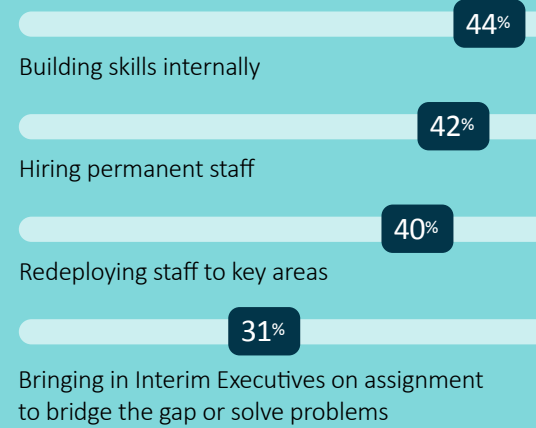 44%
Building skills internally
42%
Hiring permanent staff
40%
Redeploying staff to key areas
31%
Bringing in Interim Executives on assignment
to bridge the gap or solve problems